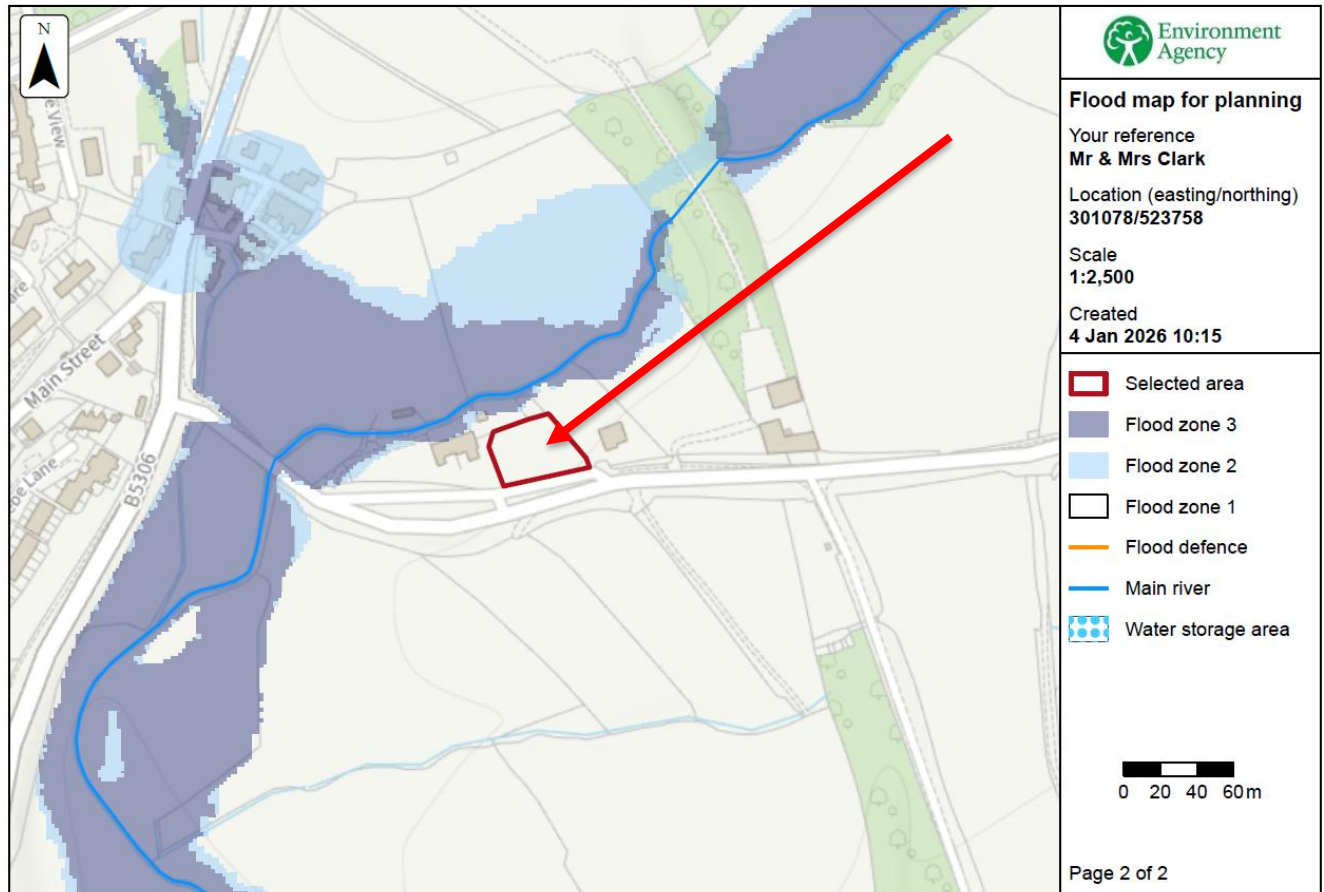 N
e View
Main Street
B5306
Environment
Agency
Flood map for planning
Your reference
Mr & Mrs Clark
Location (easting/northing)
301078/523758
Scale
1:2,500
Created
4 Jan 2026 10:15
Selected area
Flood zone 3
Flood zone 2
Flood zone 1
Flood defence
Main river
Water storage area
0 20 40 60m
Page 2 of 2